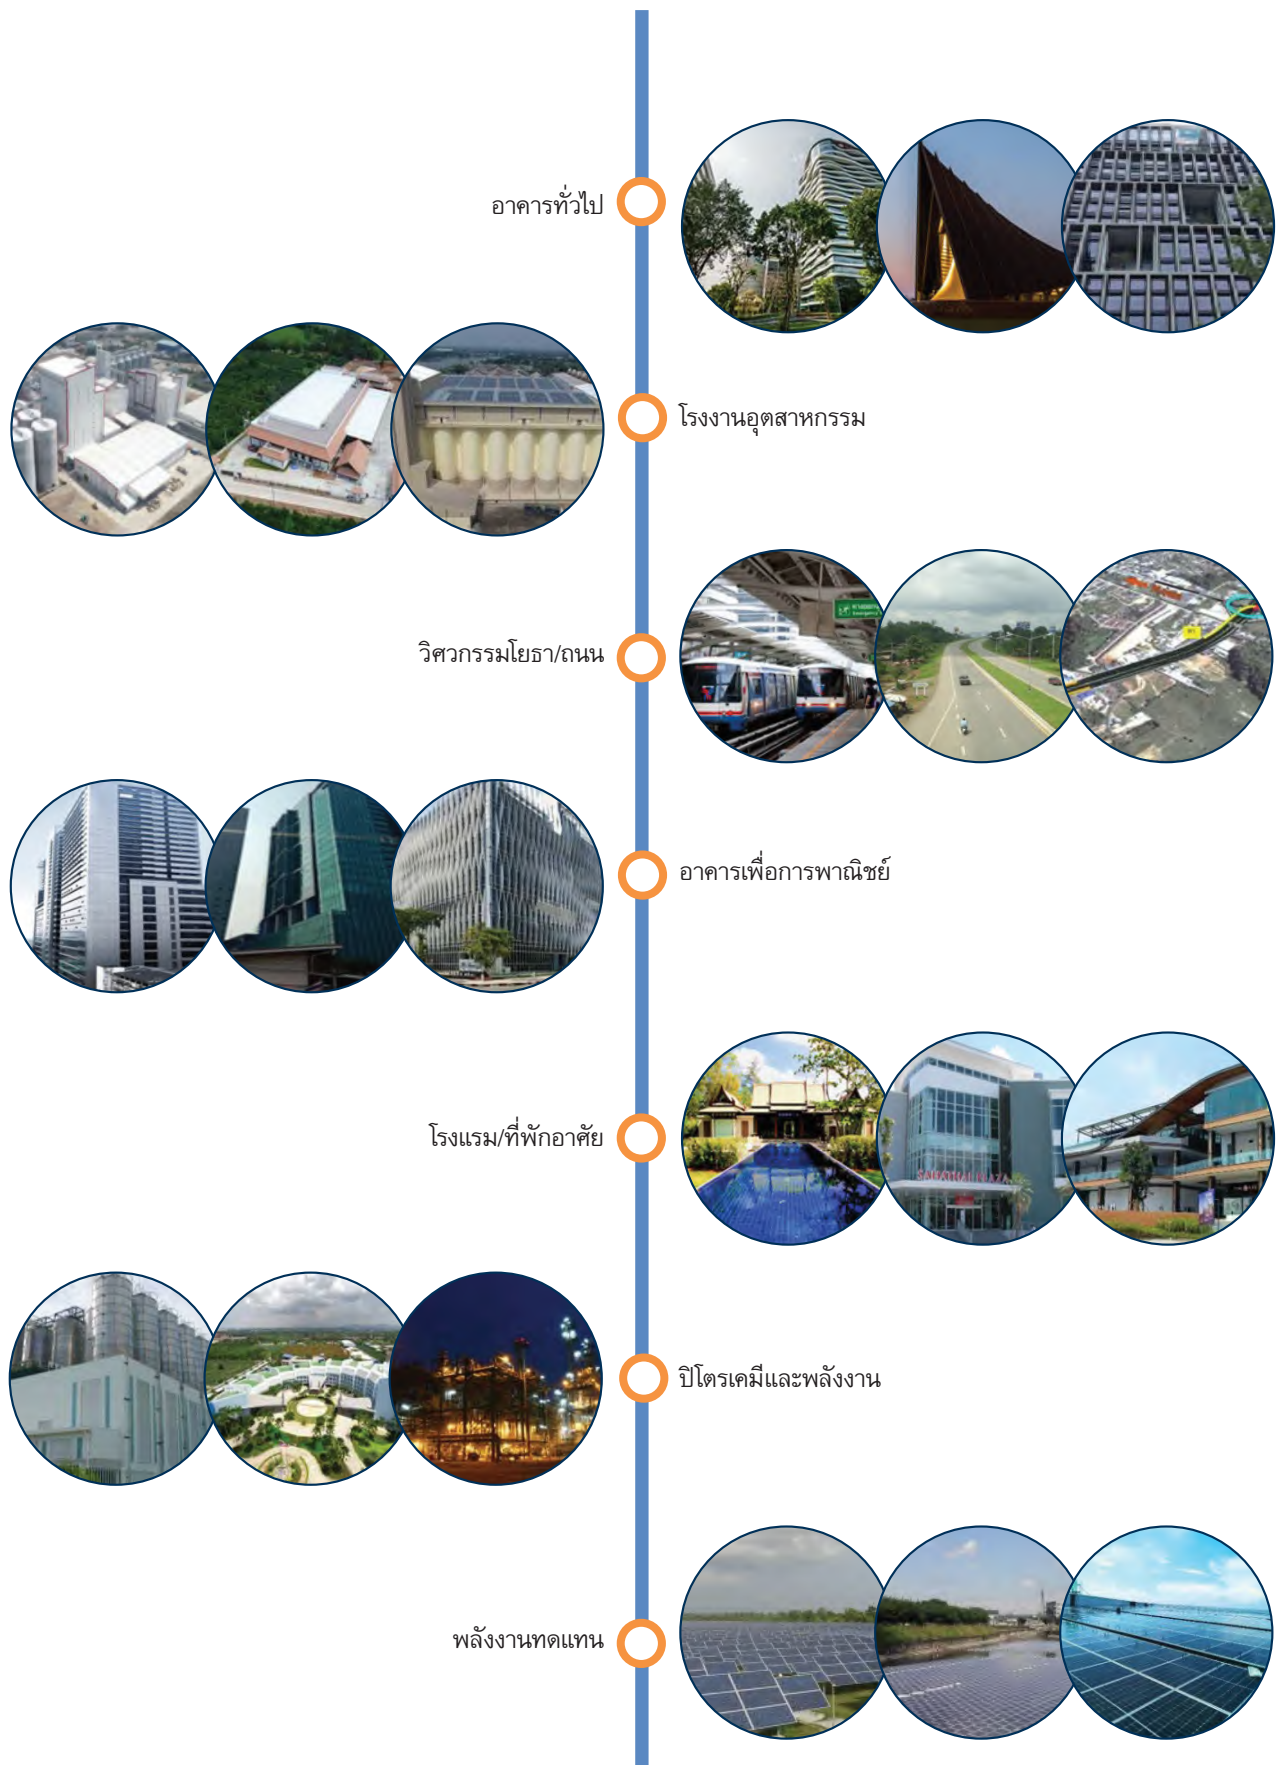 อาคารทั่วไป
โรงงานอุตสาหกรรม
วิศวกรรมโยธา/ถนน
อาคารเพื่อการพาณิชย์
โรงแรม/ที่พักอาศัย
SAHATHAI PLAZA
ปิโตรเคมีและพลังงาน
พลังงานทดแทน